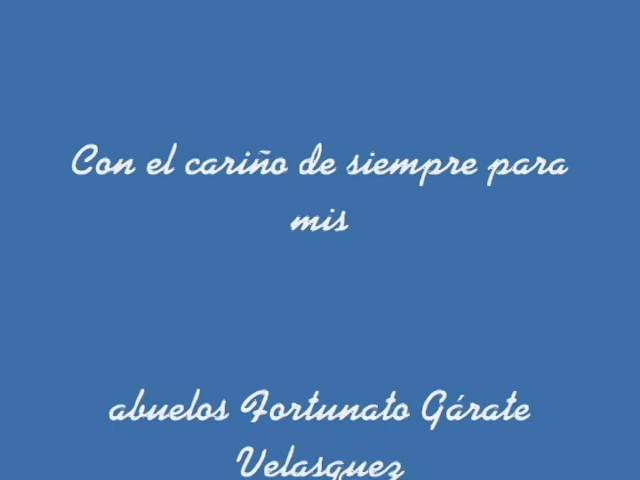 Con el cariño de siempre para
mis
abuelos Fortunato Gárate
Velasquez